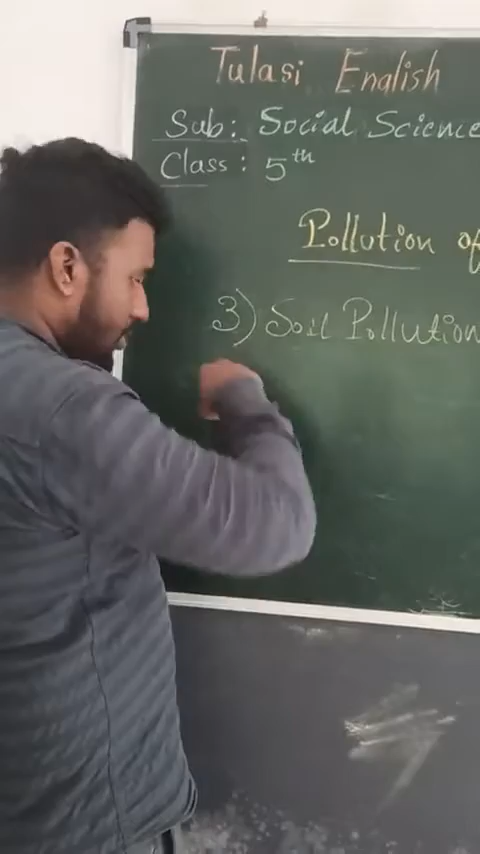 Tulasi English
Sub: Social Science
Class: 5th
Pollution of
3) Soil Pollution